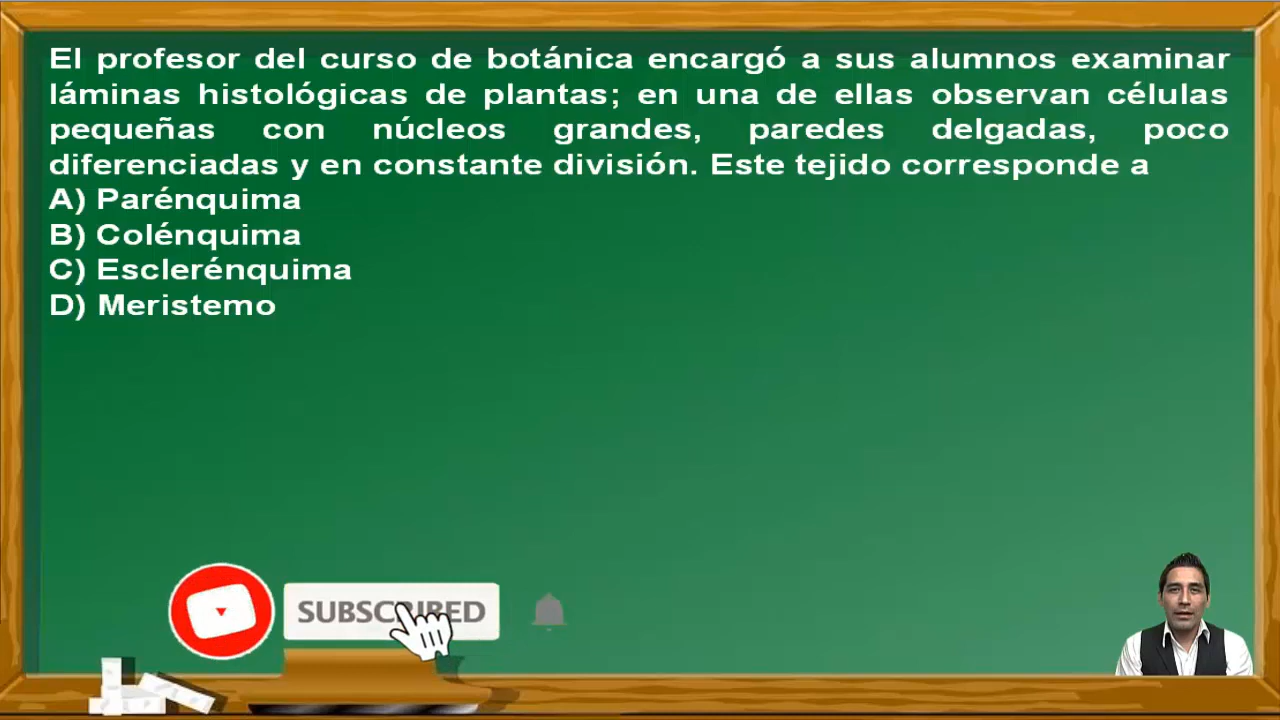 El profesor del curso de botánica encargó a sus alumnos examinar
láminas histológicas de plantas; en una de ellas observan células
pequeñas con núcleos grandes, paredes delgadas, poco
diferenciadas y en constante división. Este tejido corresponde a
A) Parénquima
B) Colénquima
C) Esclerénquima
D) Meristemo
SUBSCRIBED